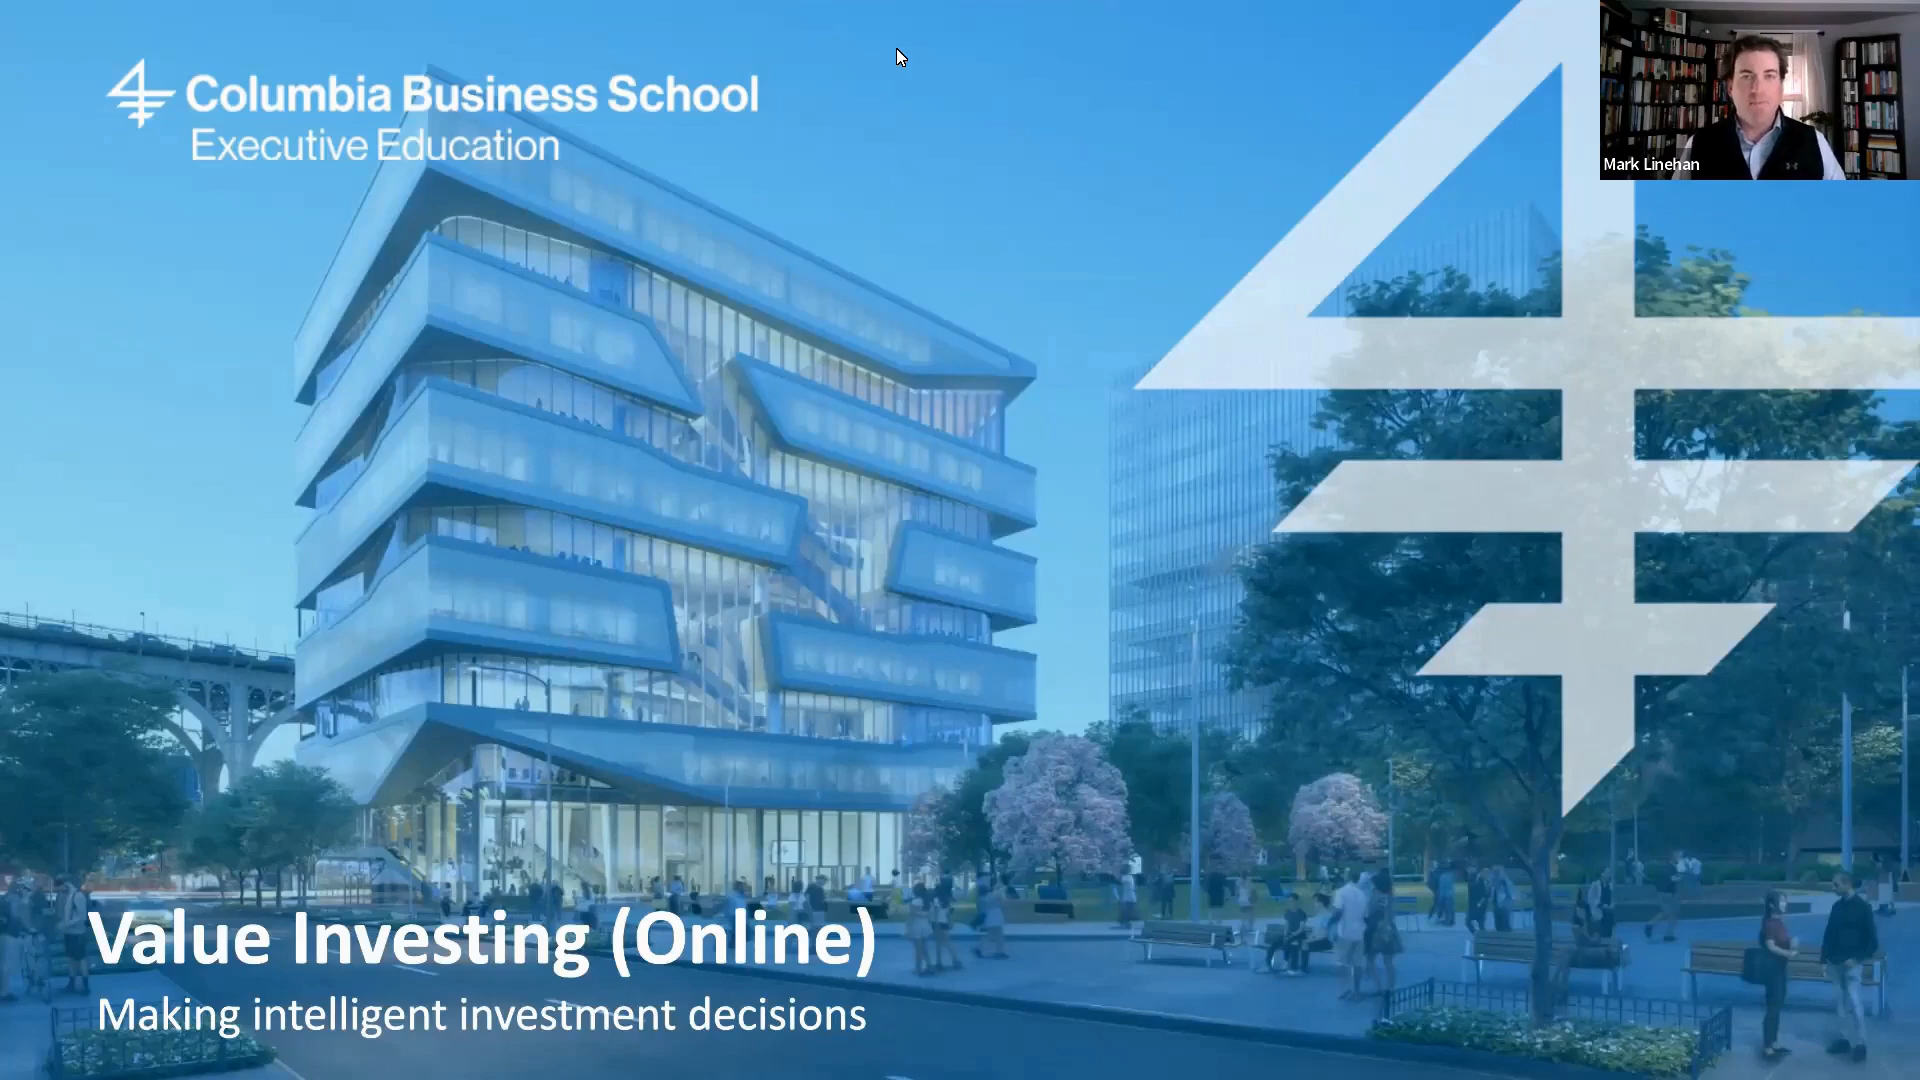 Columbia Business School
Executive Education
Mark Linehan
Value Investing (Online)
Making intelligent investment decisions